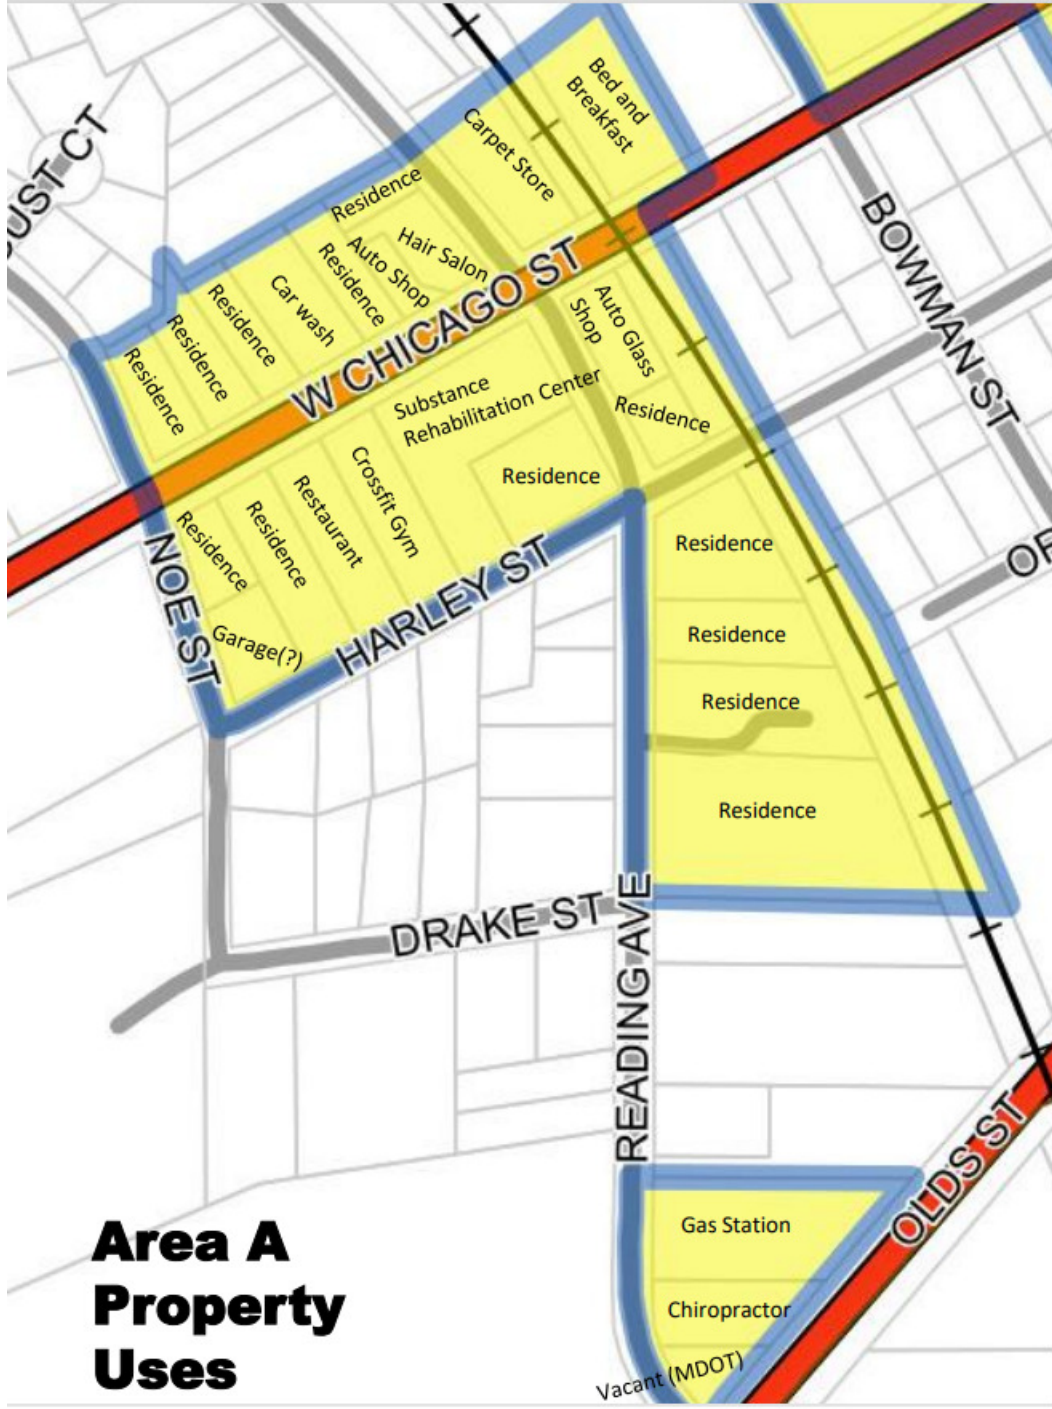 Bed and
Breakfast
Carpet Store
UST CT
Residence
Hair Salon
Auto Shop
Residence
Car wash
Residence
Residence
Residence
W CHICAGO ST
BOWMAN ST
Auto Glass
Shop
Residence
Substance
Rehabilitation Center
Residence
Crossfit Gym
Restaurant
Residence
Residence
Garage(?)
NOE ST
HARLEY ST
OR
Residence
Residence
Residence
Residence
DRAKE ST
READING AVE
OLDS ST
Gas Station
Chiropractor
Vacant (MDOT)
Area A
Property
Uses